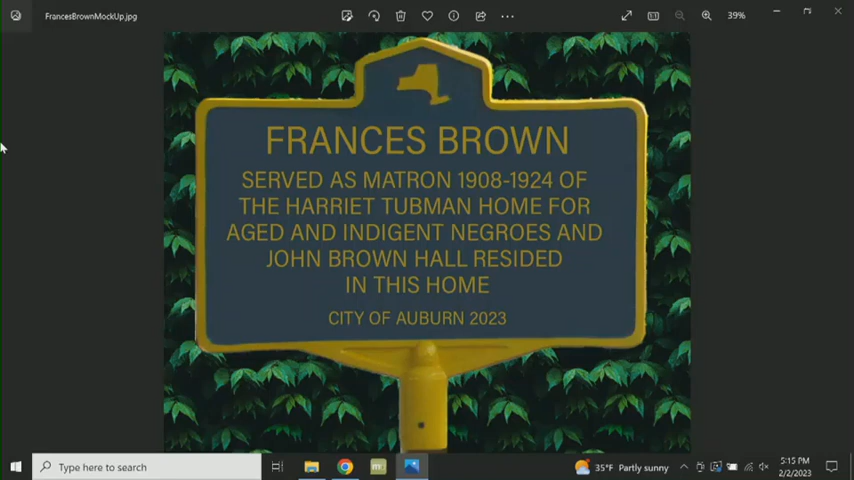 FrancesBrownMockUp.jpg
39%
FRANCES BROWN
SERVED AS MATRON 1908-1924 OF
THE HARRIET TUBMAN HOME FOR
AGED AND INDIGENT NEGROES AND
JOHN BROWN HALL RESIDED
IN THIS HOME
CITY OF AUBURN 2023
Type here to search
35°F Partly sunny
5:15 PM
2/2/2023